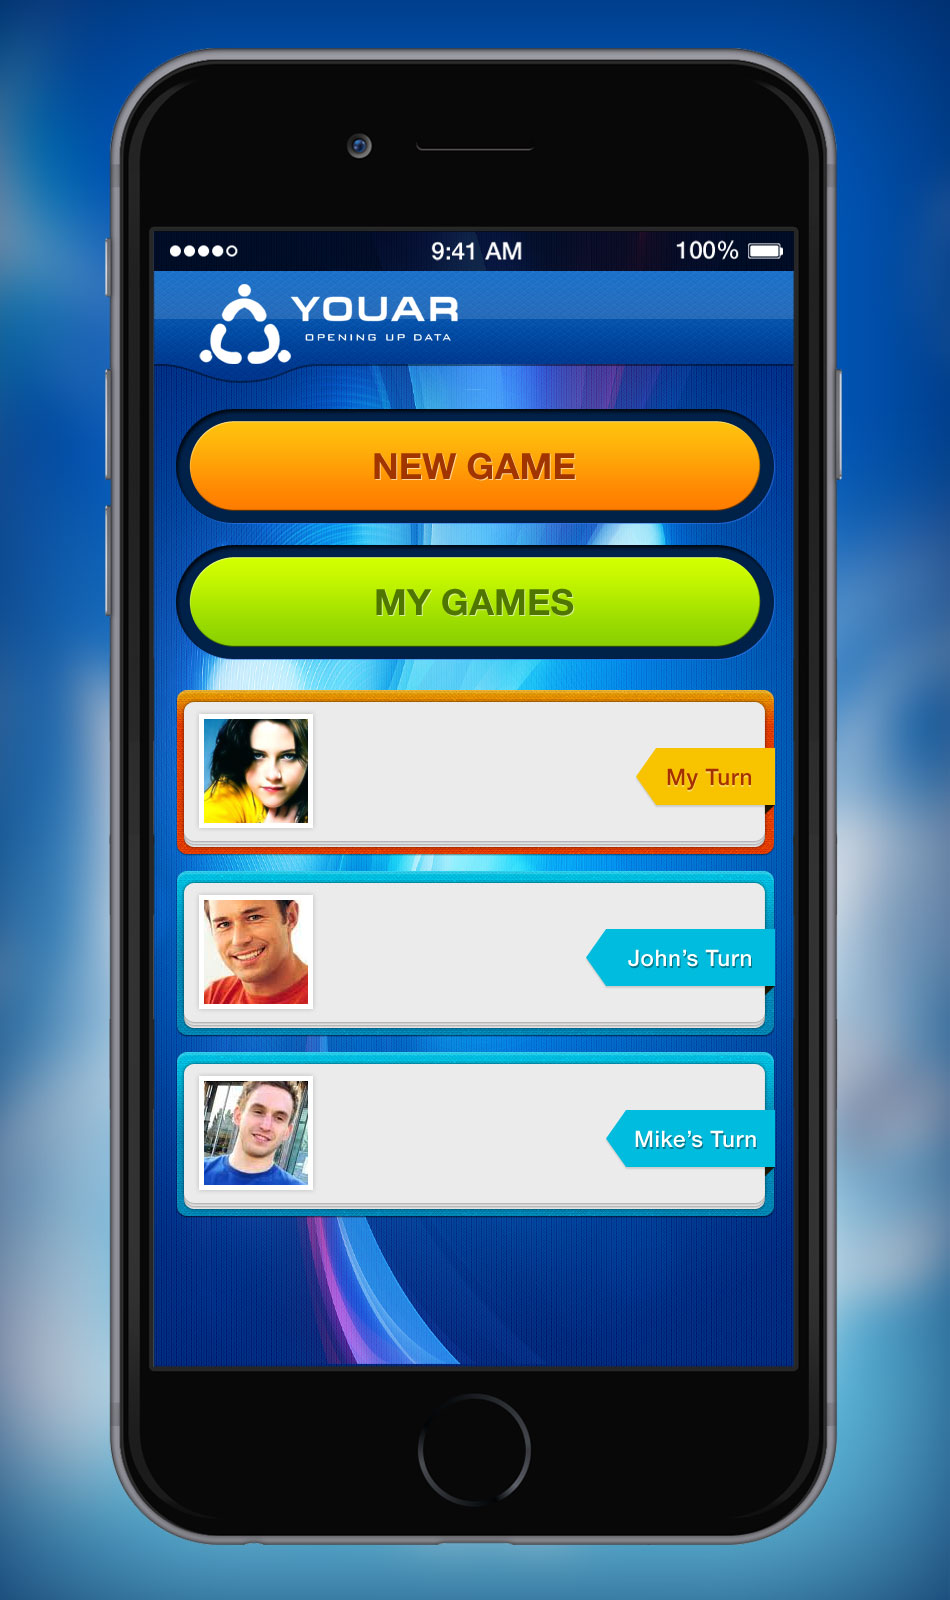 9:41 AM
100%
YOUAR
OPENING UP DATA
NEW GAME
MY GAMES
My Turn
John's Turn
Mike's Turn